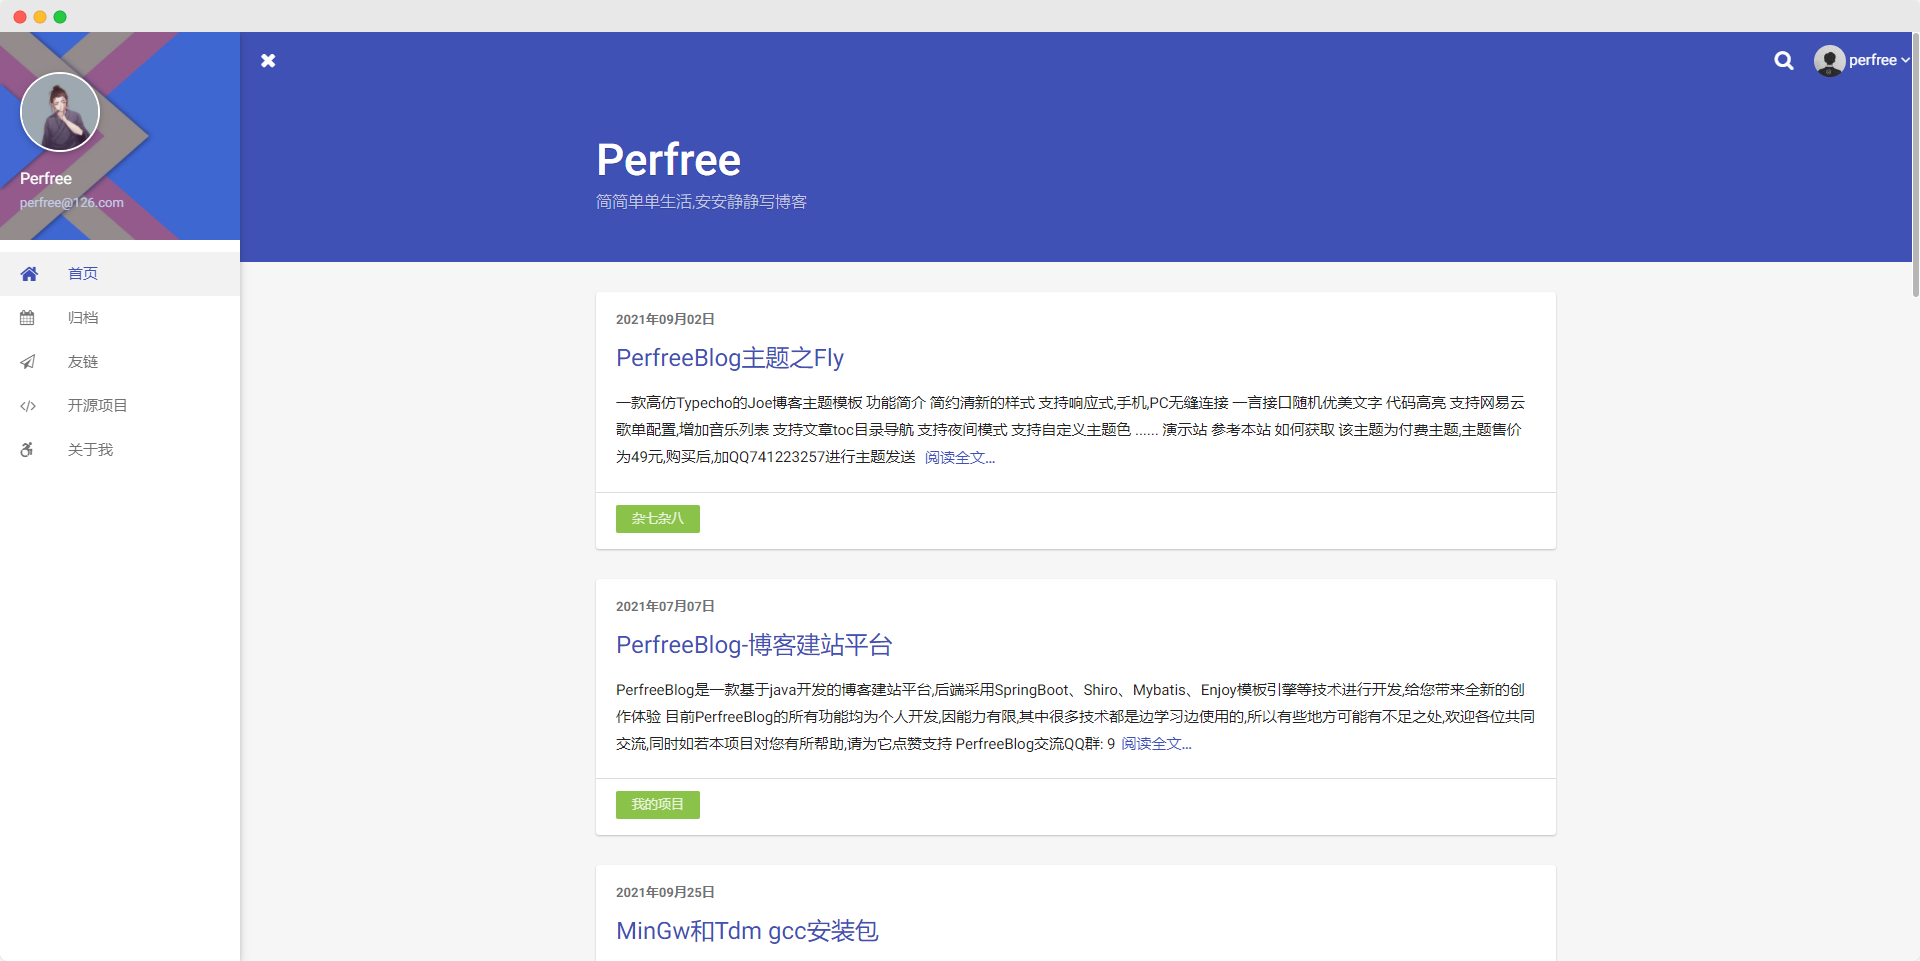 perfree
Perfree
perfree@126.com
首页
归档
友链
开源项目
关于我
Perfree
简简单单生活,安安静静写博客
2021年09月02日
PerfreeBlog主题之Fly
一款高仿Typecho的Joe博客主题模板 功能简介 简约清新的样式 支持响应式,手机,PC无缝连接 一言接口随机优美文字 代码高亮 支持网易云
歌单配置,增加音乐列表 支持文章toc目录导航 支持夜间模式 支持自定义主题色 ...... 演示站 参考本站 如何获取 该主题为付费主题,主题售价
为49元,购买后,加QQ741223257进行主题发送 阅读全文...
杂七杂八
2021年07月07日
PerfreeBlog-博客建站平台
PerfreeBlog是一款基于java开发的博客建站平台,后端采用SpringBoot、Shiro、Mybatis、Enjoy模板引擎等技术进行开发,给您带来全新的创
作体验 目前PerfreeBlog的所有功能均为个人开发,因能力有限,其中很多技术都是边学习边使用的,所以有些地方可能有不足之处,欢迎各位共同
交流,同时如若本项目对您有所帮助,请为它点赞支持 PerfreeBlog交流QQ群: 9 阅读全文...
我的项目
2021年09月25日
MinGw和Tdm gcc安装包